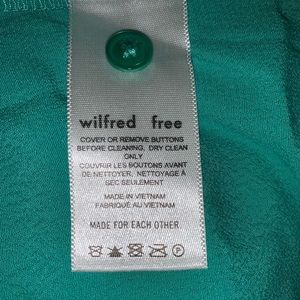 wilfred free
COVER OR REMOVE BUTTONS
BEFORE CLEANING, DRY CLEAN
ONLY
COUVRIR LES BOUTONS AVANT
DE NETTOYER, NETTOYAGE À
SEC SEULEMENT
MADE IN VIETNAM
FABRIQUÉ AU VIETNAM
MADE FOR EACH OTHER